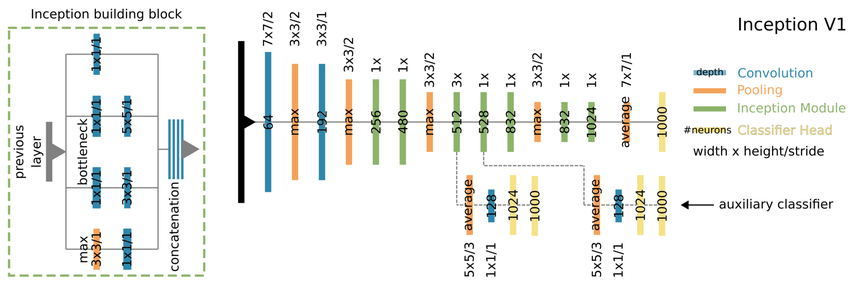 Inception building block
previous
layer
bottleneck
1x1/1
1x1/1
5x5/1
1x1/1
3x3/1
max
3x3/1
1x1/1
concatenation
7x7/2
64
3x3/2
max
3x3/1
192
3x3/2
max
1x
256
1x
480
3x3/2
max
3x
512
1x
528
1x
832
3x3/2
max
1x
832
1x
1024
7x7/1
average
1000
average
5x5/3
128
1x1/1
1024
1000
average
5x5/3
128
1x1/1
1024
1000
Inception V1
depth
Convolution
Pooling
Inception Module
#neurons
Classifier Head
width x height/stride
auxiliary classifier